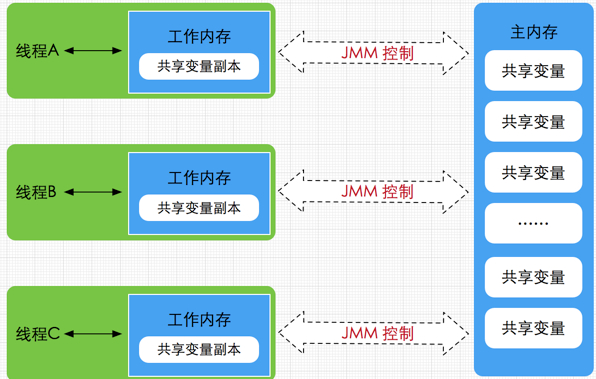 线程A
工作内存
共享变量副本
JMM 控制
线程B
工作内存
共享变量副本
JMM 控制
线程C
工作内存
共享变量副本
JMM 控制
主内存
共享变量
共享变量
共享变量
······
共享变量
共享变量